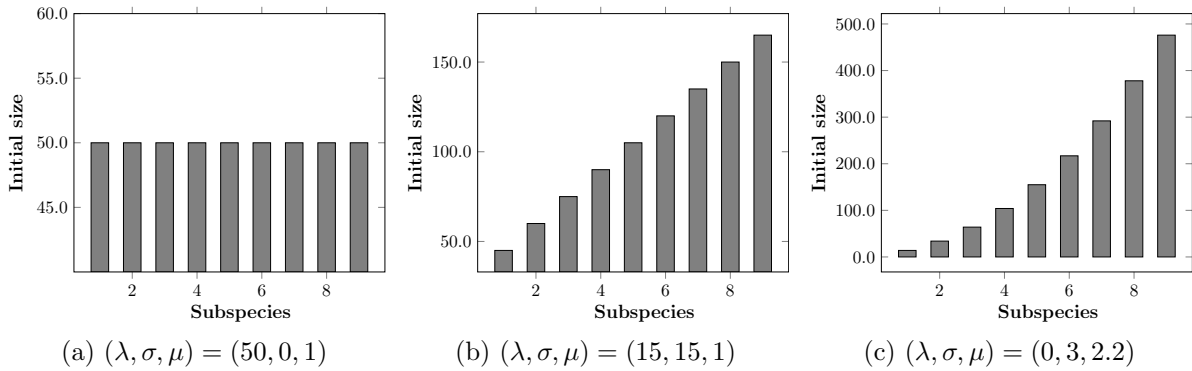 60.0
55.0
50.0
45.0
Initial size
2 4 6 8
Subspecies
(a) (λ, σ, μ) = (50, 0, 1)
150.0
100.0
50.0
Initial size
2 4 6 8
Subspecies
(b) (λ, σ, μ) = (15, 15, 1)
500.0
400.0
300.0
200.0
100.0
0.0
Initial size
2 4 6 8
Subspecies
(c) (λ, σ, μ) = (0, 3, 2.2)